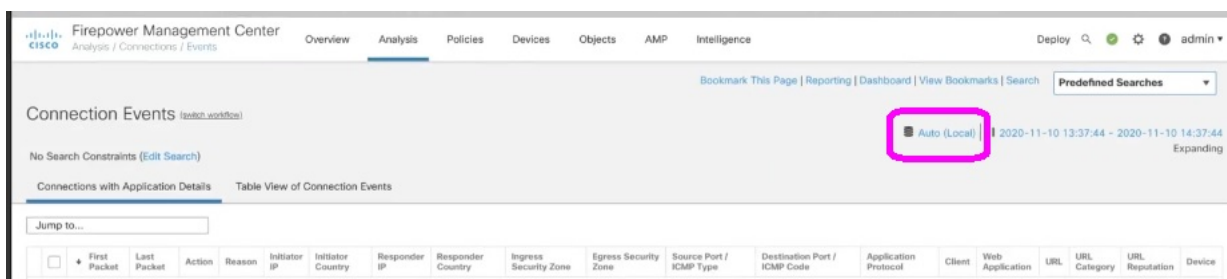 Firepower Management Center
CISCO
Analysis / Connections / Events
Overview Analysis Policies Devices Objects AMP Intelligence
Deploy admin
Bookmark This Page | Reporting | Dashboard | View Bookmarks | Search
Predefined Searches
Connection Events (switch workflow)
Auto (Local)
2020-11-10 13:37:44 - 2020-11-10 14:37:44
Expanding
No Search Constraints (Edit Search)
Connections with Application Details Table View of Connection Events
Jump to...
First Packet Last Packet Action Reason Initiator IP Initiator Country Responder IP Responder Country Ingress Security Zone Egress Security Zone Source Port / ICMP Type Destination Port / ICMP Code Application Protocol Client Web Application URL URL Category URL Reputation Device